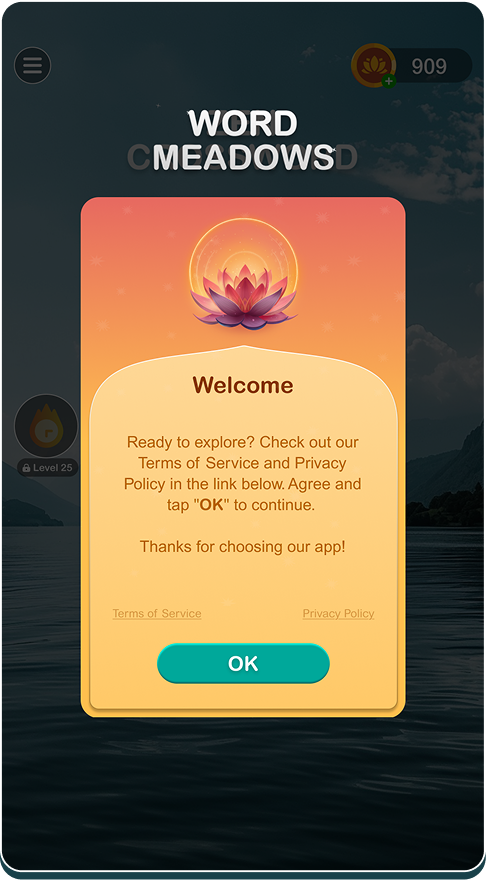 909
WORD
MEADOWS
Welcome
Ready to explore? Check out our
Terms of Service and Privacy
Policy in the link below. Agree and
tap "OK" to continue.
Thanks for choosing our app!
Level 25
Terms of Service Privacy Policy
OK